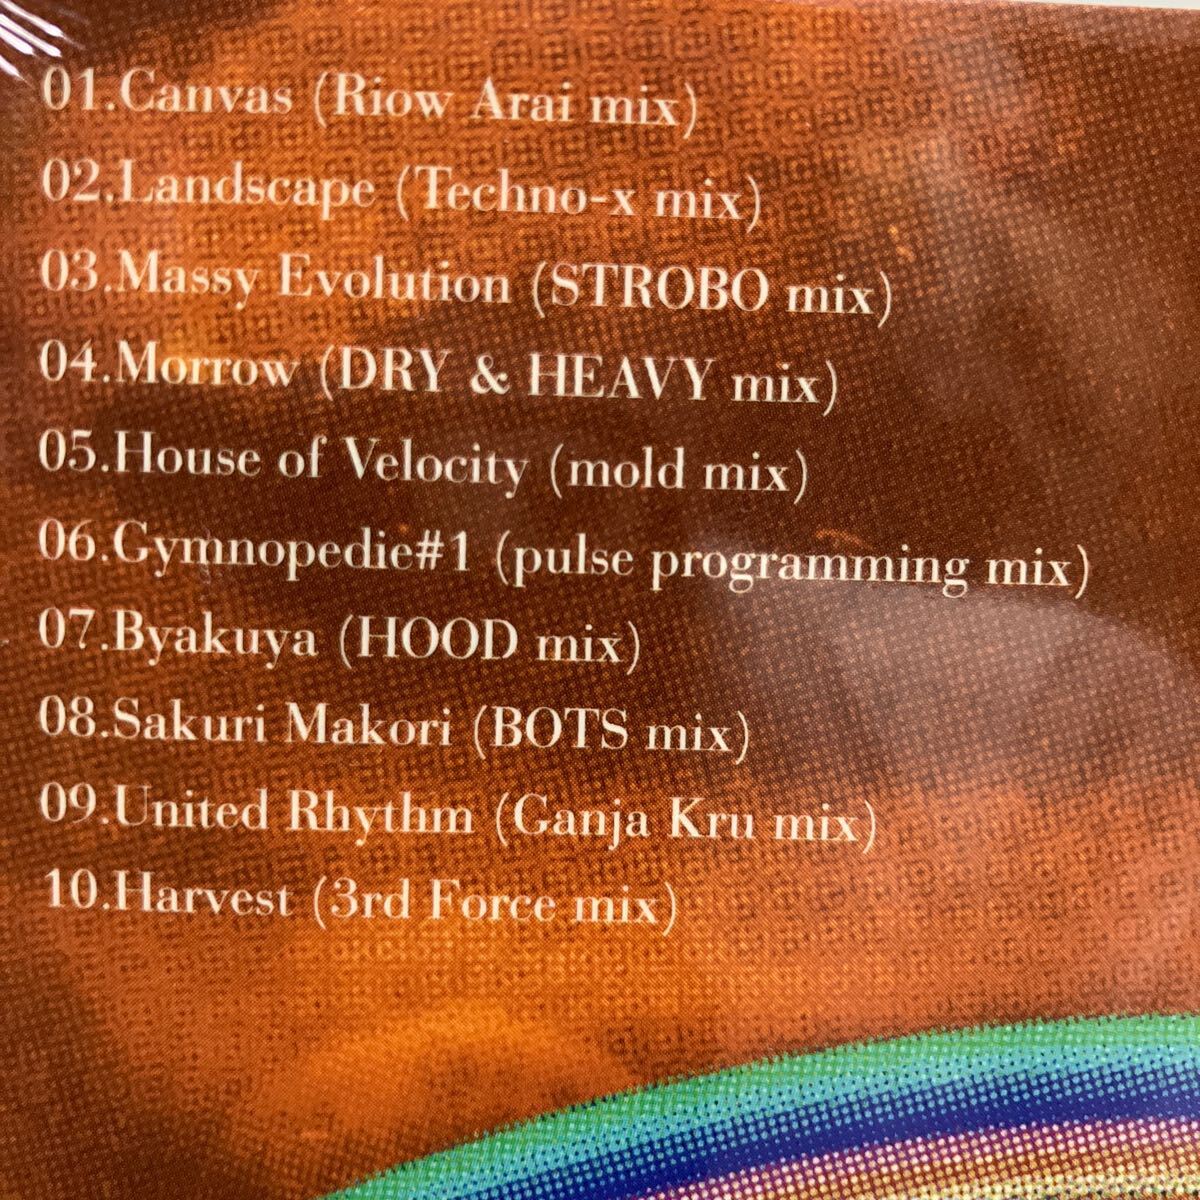 01.Canvas (Riow Arai mix)
02.Landscape (Techno-x mix)
03.Massy Evolution (STROBO mix)
04.Morrow (DRY & HEAVY mix)
05.House of Velocity (mold mix)
06.Gymnopedie#1 (pulse programming mix)
07.Byakuya (HOOD mix)
08.Sakuri Makori (BOTS mix)
09.United Rhythm (Ganja Kru mix)
10.Harvest (3rd Force mix)